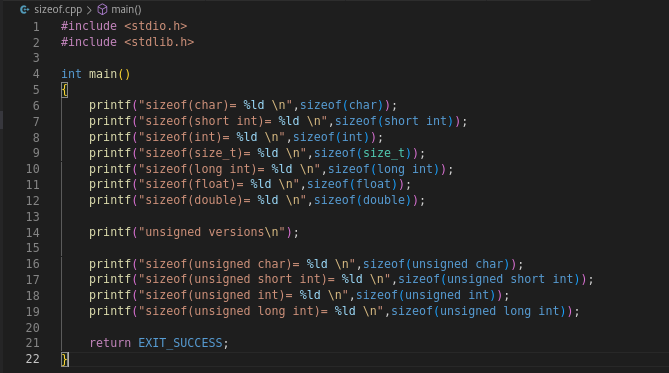 sizeof.cpp > main()
1 #include <stdio.h>
2 #include <stdlib.h>
3
4 int main()
5 {
6     printf("sizeof(char)= %ld \n",sizeof(char));
7     printf("sizeof(short int)= %ld \n",sizeof(short int));
8     printf("sizeof(int)= %ld \n",sizeof(int));
9     printf("sizeof(size_t)= %ld \n",sizeof(size_t));
10     printf("sizeof(long int)= %ld \n",sizeof(long int));
11     printf("sizeof(float)= %ld \n",sizeof(float));
12     printf("sizeof(double)= %ld \n",sizeof(double));
13
14     printf("unsigned versions\n");
15
16     printf("sizeof(unsigned char)= %ld \n",sizeof(unsigned char));
17     printf("sizeof(unsigned short int)= %ld \n",sizeof(unsigned short int));
18     printf("sizeof(unsigned int)= %ld \n",sizeof(unsigned int));
19     printf("sizeof(unsigned long int)= %ld \n",sizeof(unsigned long int));
20
21     return EXIT_SUCCESS;
22 }